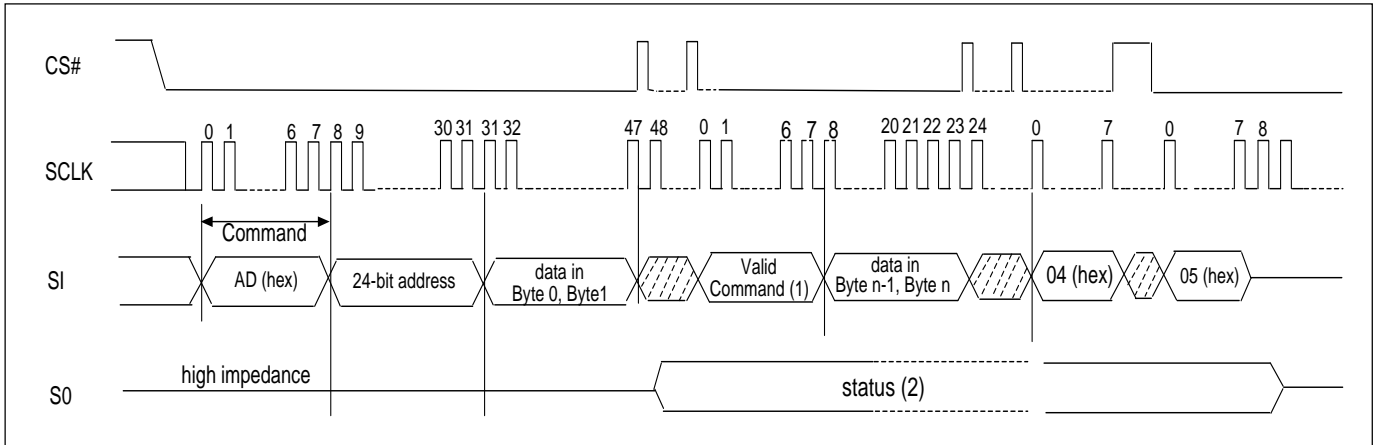 CS#
0 1 6 7 8 9 30 31 31 32 47 48 0 1 6 7 8 20 21 22 23 24 0 7 0 7 8
SCLK
Command
SI
AD (hex)
24-bit address
data in
Byte 0, Byte1
Valid
Command (1)
data in
Byte n-1, Byte n
04 (hex)
05 (hex)
high impedance
S0
status (2)